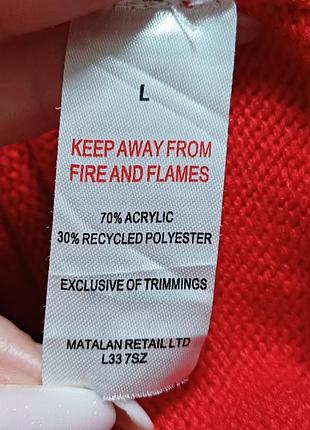 L
KEEP AWAY FROM
FIRE AND FLAMES
70% ACRYLIC
30% RECYCLED POLYESTER
EXCLUSIVE OF TRIMMINGS
MATALAN RETAIL LTD
L33 7SZ